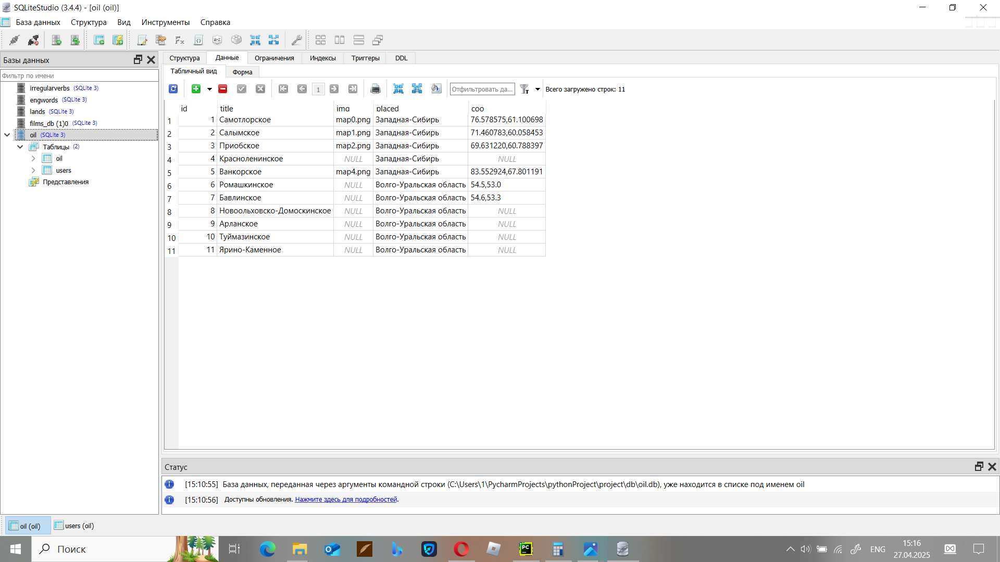 SQLiteStudio (3.4.4) - [oil (oil)]
База данных Структура Вид Инструменты Справка
Базы данных
Фильтр по имени
irregularverbs (SQLite 3)
engwords (SQLite 3)
lands (SQLite 3)
films_db (1)0 (SQLite 3)
oil (SQLite 3)
Таблицы (2)
oil
users
Представления
Структура Данные Ограничения Индексы Триггеры DDL
Табличный вид Форма
1 Отфильтровать да... Всего загружено строк: 11
id title img placed coo
1 1 Самотлорское map0.png Западная-Сибирь 76.578575,61.100698
2 2 Салымское map1.png Западная-Сибирь 71.460783,60.058453
3 3 Приобское map2.png Западная-Сибирь 69.631220,60.788397
4 4 Красноленинское NULL Западная-Сибирь NULL
5 5 Ванкорское map4.png Западная-Сибирь 83.552924,67.801191
6 6 Ромашкинское NULL Волго-Уральская область 54.5,53.0
7 7 Бавлинское NULL Волго-Уральская область 54.6,53.3
8 8 Новоольховско-Домоскинское NULL Волго-Уральская область NULL
9 9 Арланское NULL Волго-Уральская область NULL
10 10 Туймазинское NULL Волго-Уральская область NULL
11 11 Ярино-Каменное NULL Волго-Уральская область NULL
Статус
[15:10:55] База данных, переданная через аргументы командной строки (C:\Users\1\PycharmProjects\pythonProject\project\db\oil.db), уже находится в списке под именем oil
[15:10:56] Доступны обновления. Нажмите здесь для подробностей.
oil (oil) users (oil)
Поиск
ENG
15:16
27.04.2025